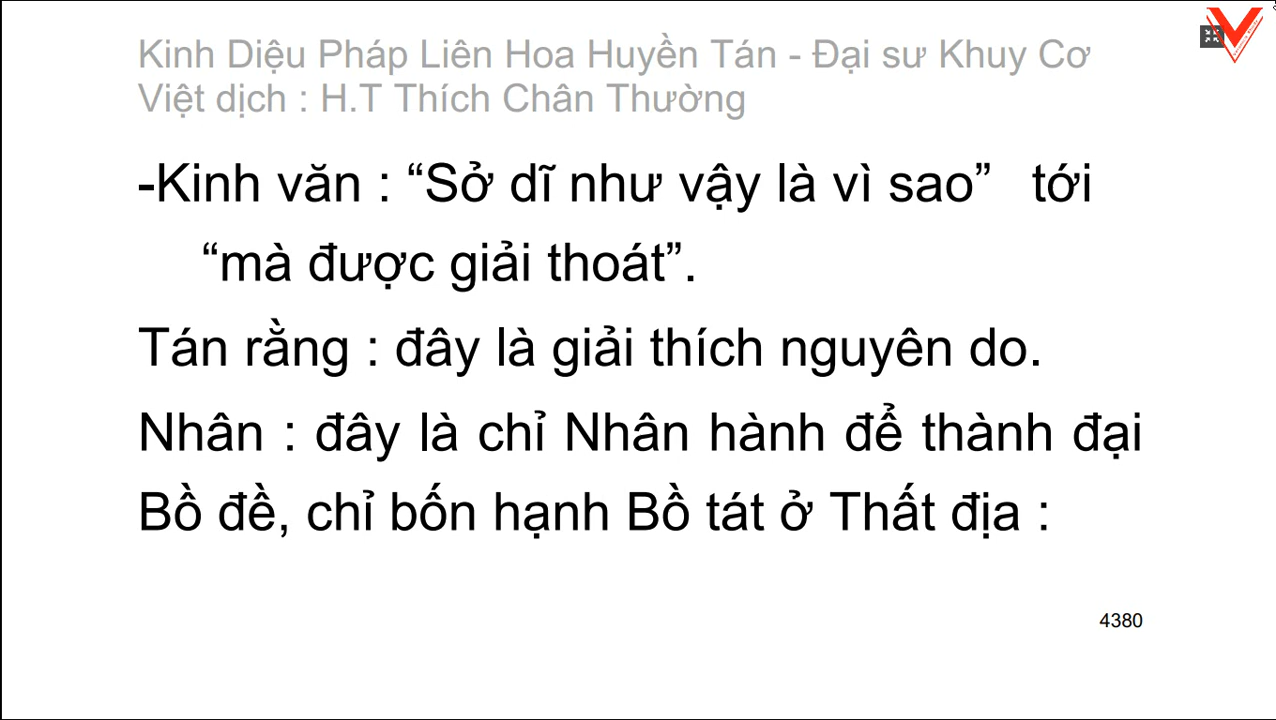 Kinh Diệu Pháp Liên Hoa Huyền Tán - Đại sư Khuy Cơ
Việt dịch : H.T Thích Chân Thường
-Kinh văn : “Sở dĩ như vậy là vì sao” tới
“mà được giải thoát”.
Tán rằng : đây là giải thích nguyên do.
Nhân : đây là chỉ Nhân hành để thành đại
Bồ đề, chỉ bốn hạnh Bồ tát ở Thất địa :
4380